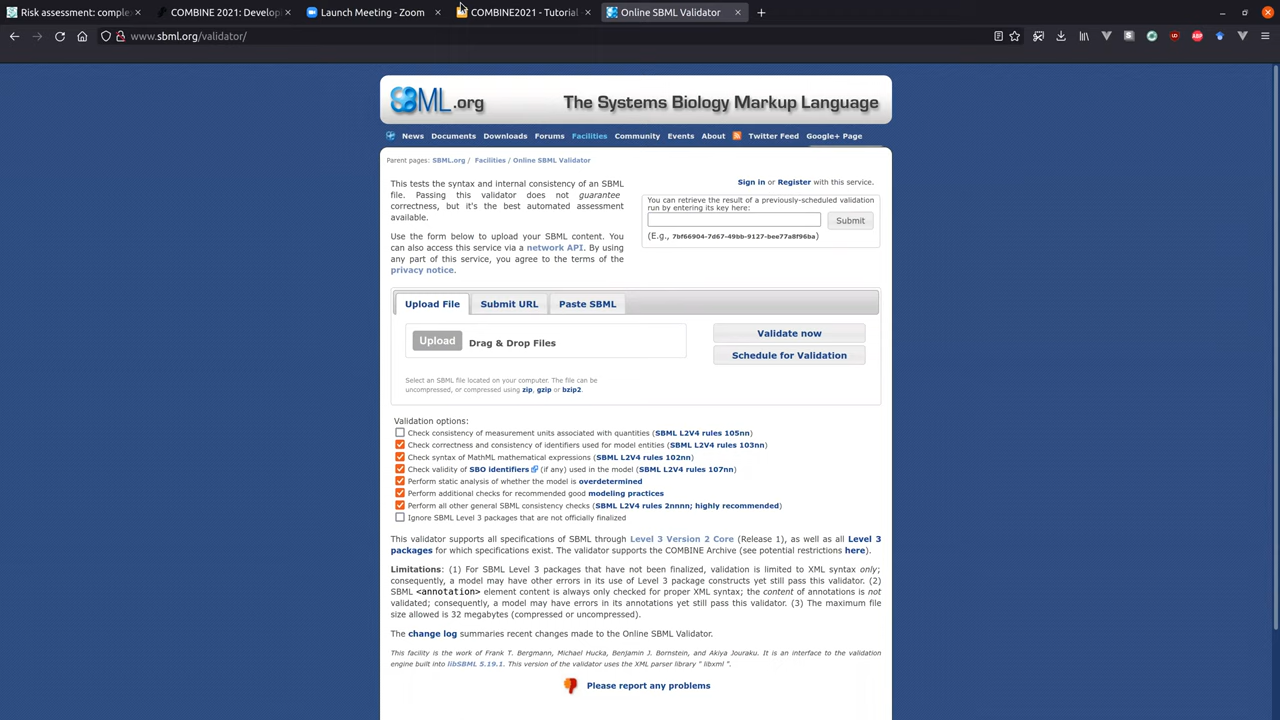 Risk assessment: comple
COMBINE 2021: Develop
Launch Meeting - Zoom
COMBINE2021 - Tutorial
Online SBML Validator
www.sbml.org/validator/
SBML.org
The Systems Biology Markup Language
News Documents Downloads Forums Facilities Community Events About Twitter Feed Google+ Page
Parent pages: SBML.org / Facilities / Online SBML Validator
This tests the syntax and internal consistency of an SBML
file. Passing this validator does not guarantee
correctness, but it's the best automated assessment
available.
Use the form below to upload your SBML content. You
can also access this service via a network API. By using
any part of this service, you agree to the terms of the
privacy notice.
Sign in or Register with this service.
You can retrieve the result of a previously-scheduled validation
run by entering its key here:
Submit
(E.g., 7bf66904-7d67-49bb-9127-bee77a8f96ba)
Upload File Submit URL Paste SBML
Upload Drag & Drop Files
Validate now
Schedule for Validation
Select an SBML file located on your computer. The file can be
uncompressed, or compressed using zip, gzip or bzip2.
Validation options:
Check consistency of measurement units associated with quantities (SBML L2V4 rules 105nn)
Check correctness and consistency of identifiers used for model entities (SBML L2V4 rules 103nn)
Check syntax of MathML mathematical expressions (SBML L2V4 rules 102nn)
Check validity of SBO identifiers (if any) used in the model (SBML L2V4 rules 107nn)
Perform static analysis of whether the model is overdetermined
Perform additional checks for recommended good modeling practices
Perform all other general SBML consistency checks (SBML L2V4 rules 2nnnn; highly recommended)
Ignore SBML Level 3 packages that are not officially finalized
This validator supports all specifications of SBML through Level 3 Version 2 Core (Release 1), as well as all Level 3
packages for which specifications exist. The validator supports the COMBINE Archive (see potential restrictions here).
Limitations: (1) For SBML Level 3 packages that have not been finalized, validation is limited to XML syntax only;
consequently, a model may have other errors in its use of Level 3 package constructs yet still pass this validator. (2)
SBML <annotation> element content is always only checked for proper XML syntax; the content of annotations is not
validated; consequently, a model may have errors in its annotations yet still pass this validator. (3) The maximum file
size allowed is 32 megabytes (compressed or uncompressed).
The change log summaries recent changes made to the Online SBML Validator.
This facility is the work of Frank T. Bergmann, Michael Hucka, Benjamin J. Bornstein, and Akiya Jouraku. It is an interface to the validation
engine built into libSBML 5.19.1. This version of the validator uses the XML parser library " libxml ".
Please report any problems